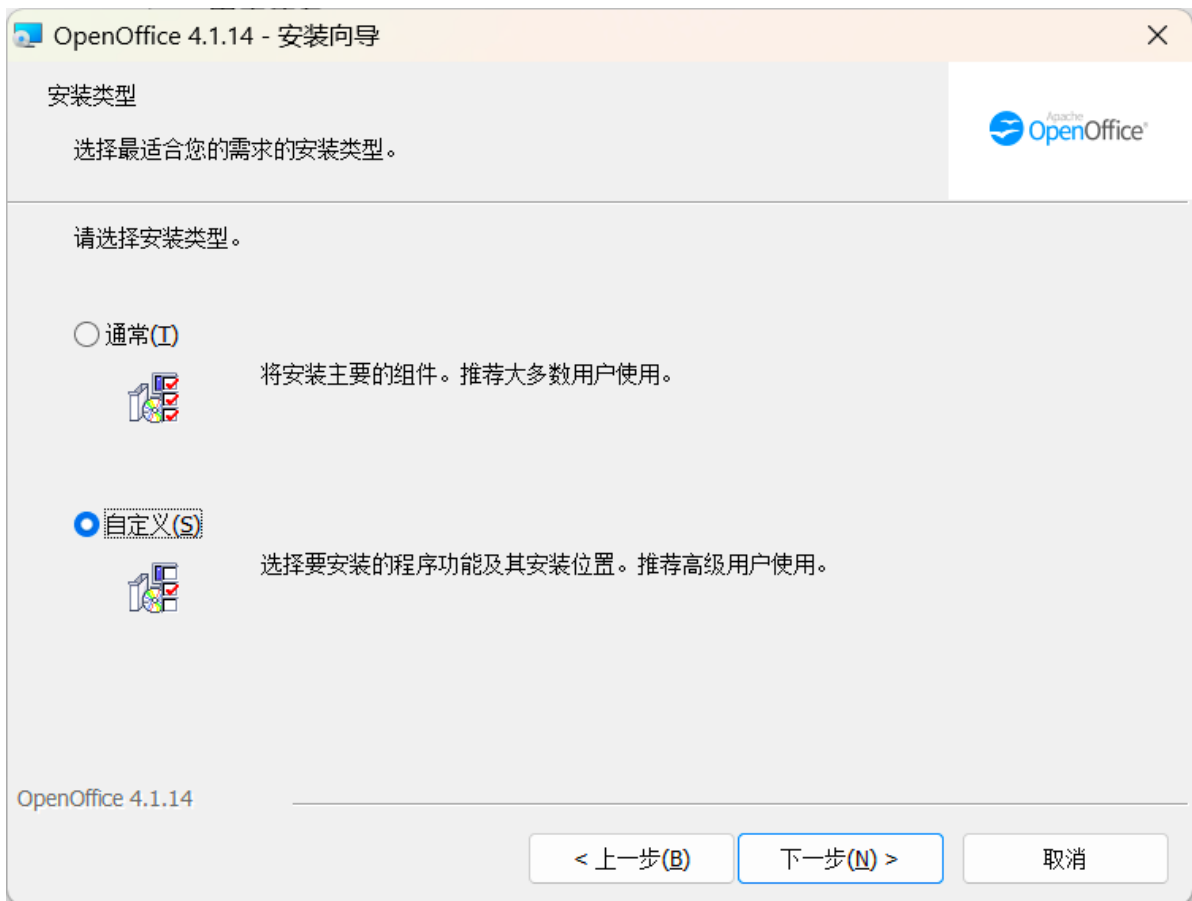 OpenOffice 4.1.14 - 安装向导
安装类型
选择最适合您的需求的安装类型。
Apache
OpenOffice
请选择安装类型。
通常(T)
将安装主要的组件。推荐大多数用户使用。
自定义(S)
选择要安装的程序功能及其安装位置。推荐高级用户使用。
OpenOffice 4.1.14
< 上一步(B)
下一步(N) >
取消